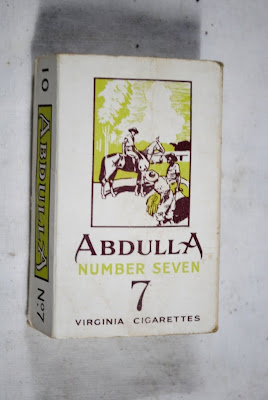 10
ABDULLA
Nº7
ABDULLA
NUMBER SEVEN
7
VIRGINIA CIGARETTES